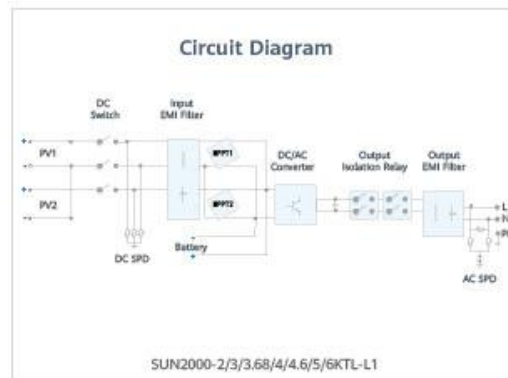 Circuit Diagram
DC
Switch
Input
EMI Filter
PV1
PV2
MPPT1
MPPT2
DC/AC
Converter
Output
Isolation Relay
Output
EMI Filter
Battery
DC SPD
L
N
PE
AC SPD
SUN2000-2/3/3.68/4/4.6/5/6KTL-L1